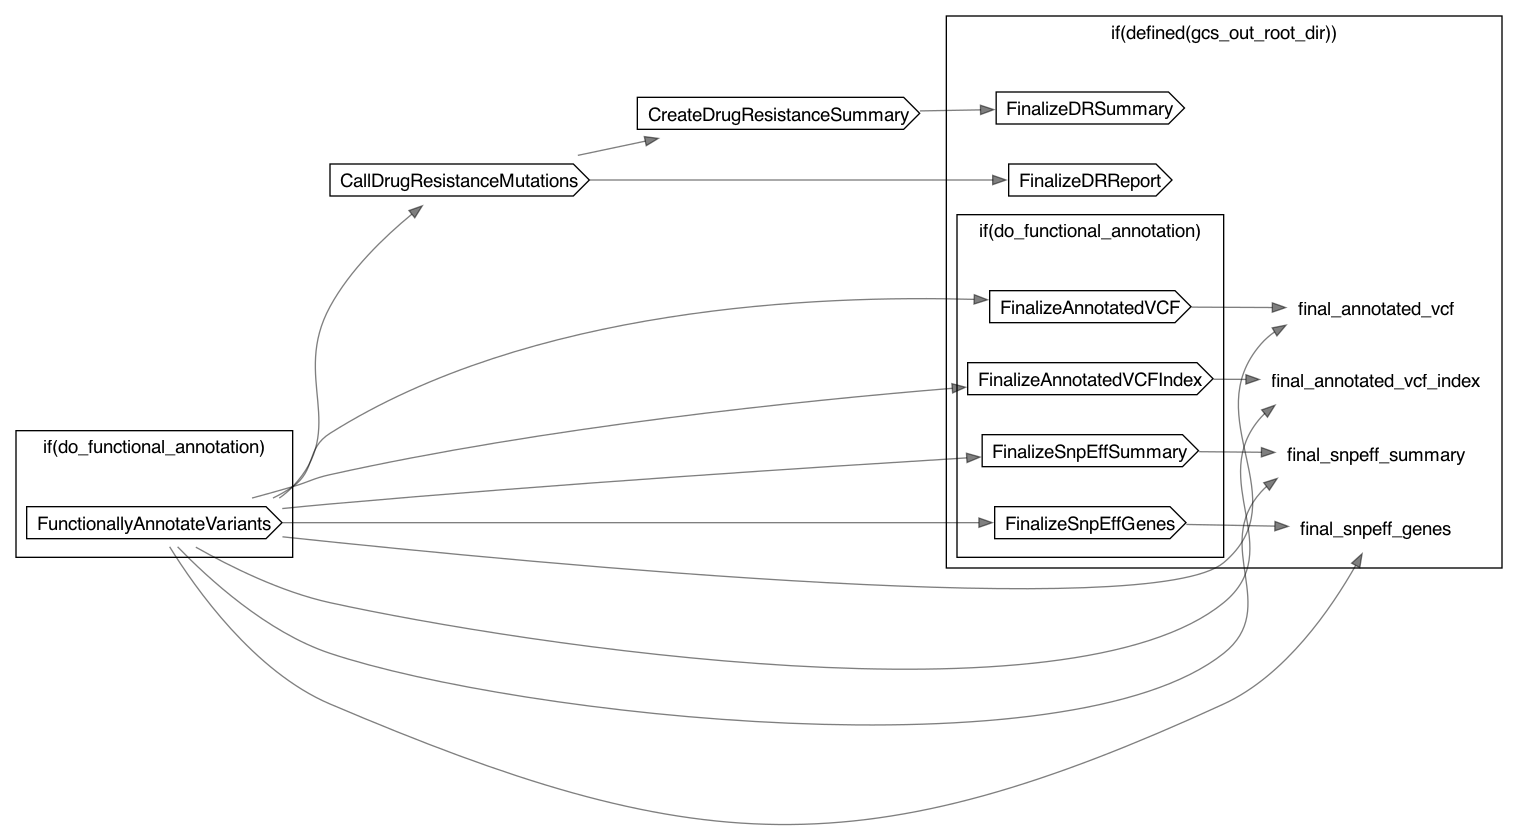 if(defined(gcs_out_root_dir))
CreateDrugResistanceSummary
FinalizeDRSummary
CallDrugResistanceMutations
FinalizeDRReport
if(do_functional_annotation)
FinalizeAnnotatedVCF
final_annotated_vcf
FinalizeAnnotatedVCFIndex
final_annotated_vcf_index
if(do_functional_annotation)
FinalizeSnpEffSummary
final_snpeff_summary
FunctionallyAnnotateVariants
FinalizeSnpEffGenes
final_snpeff_genes